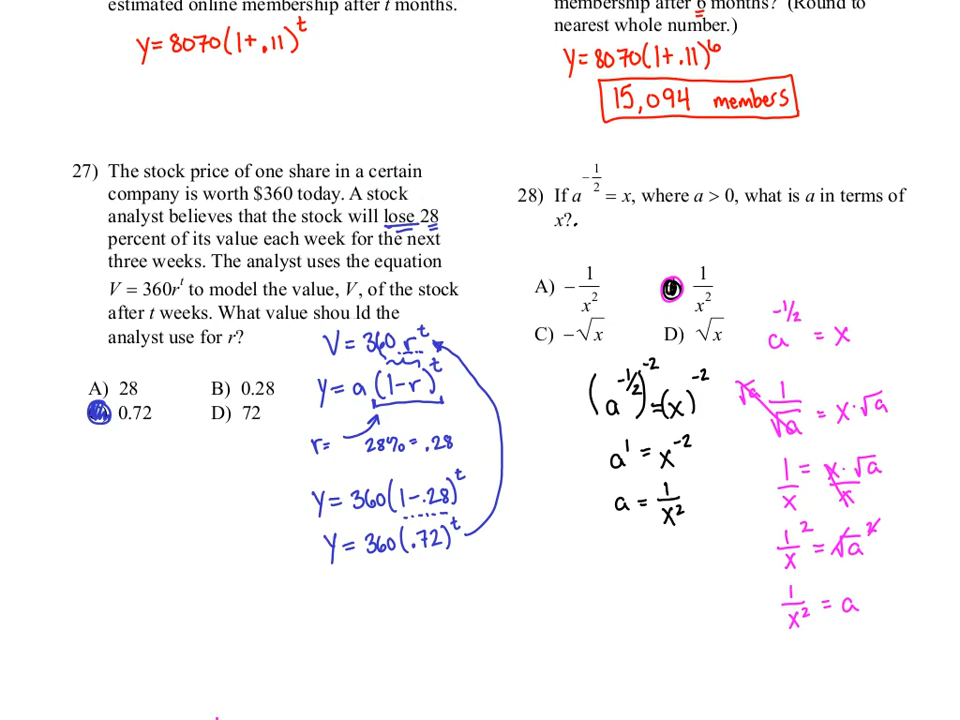 estimated online membership after t months.
y = 8070(1+.11)^t
membership after 6 months? (Round to
nearest whole number.)
y = 8070(1+.11)^6
15,094 members
27) The stock price of one share in a certain
company is worth $360 today. A stock
analyst believes that the stock will lose 28
percent of its value each week for the next
three weeks. The analyst uses the equation
V = 360r^t to model the value, V, of the stock
after t weeks. What value shou ld the
analyst use for r?
V = 360 r^t
A) 28 B) 0.28
0.72 D) 72
y = a(1-r)^t
r= 28% = .28
y = 360(1-.28)^t
y = 360(.72)^t
28) If a^-1/2 = x, where a > 0, what is a in terms of
x?.
A) -1/x^2 1/x^2
C) -√x D) √x
(a^-1/2)^-2 = (x)^-2
a^1 = x^-2
a = 1/x^2
a^-1/2 = x
√a 1/√a = x·√a
1/x = x·√a/x
1/x^2 = √a^2
1/x^2 = a